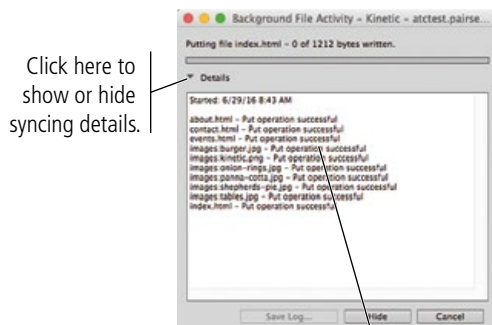 Background File Activity – Kinetic – atctest.pairse...
Putting file index.html – 0 of 1212 bytes written.
Click here to
show or hide
syncing details.
Details
Started: 6/29/16 8:43 AM
about.html – Put operation successful
contact.html – Put operation successful
events.html – Put operation successful
images:burger.jpg – Put operation successful
images:kinetic.png – Put operation successful
images:onion-rings.jpg – Put operation successful
images:panna-cotta.jpg – Put operation successful
images:shepherds-pie.jpg – Put operation successful
images:tables.jpg – Put operation successful
index.html – Put operation successful
Save Log... Hide Cancel